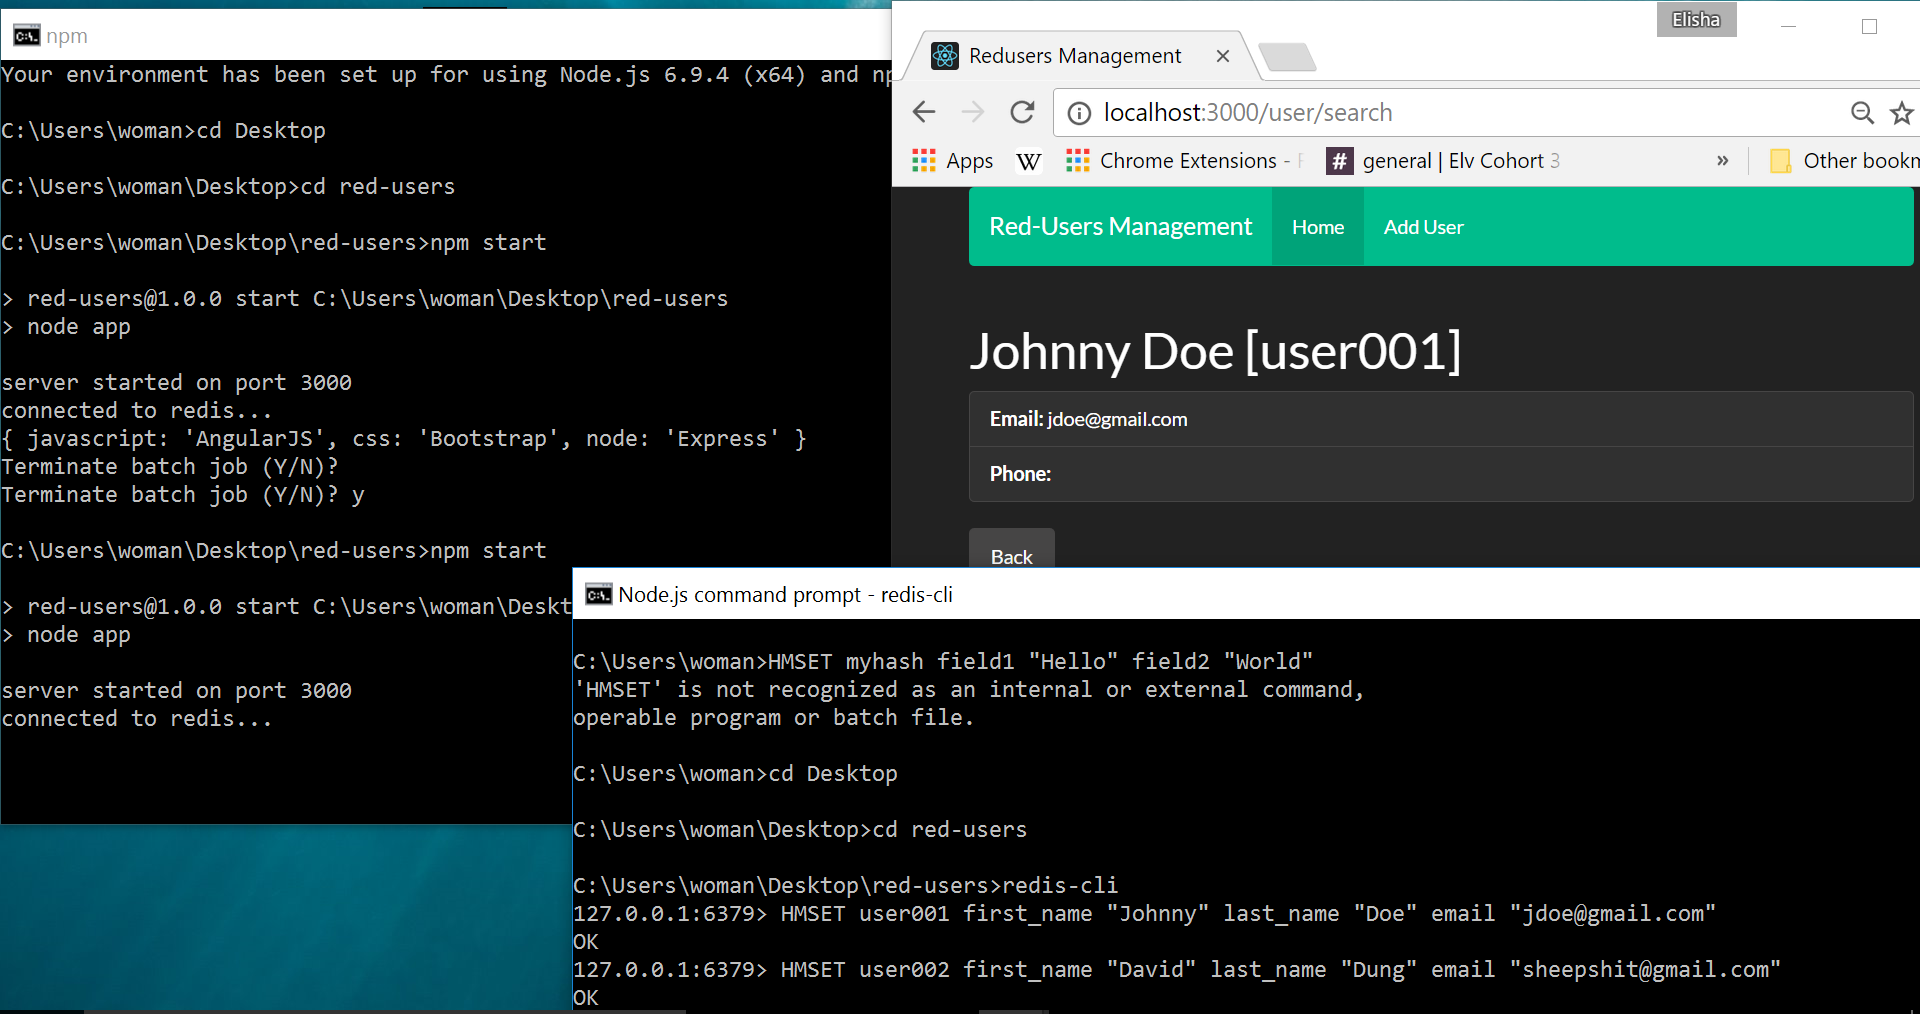 npm
Your environment has been set up for using Node.js 6.9.4 (x64) and np
C:\Users\woman>cd Desktop
C:\Users\woman\Desktop>cd red-users
C:\Users\woman\Desktop\red-users>npm start
> red-users@1.0.0 start C:\Users\woman\Desktop\red-users
> node app
server started on port 3000
connected to redis...
{ javascript: 'AngularJS', css: 'Bootstrap', node: 'Express' }
Terminate batch job (Y/N)?
Terminate batch job (Y/N)? y
C:\Users\woman\Desktop\red-users>npm start
> red-users@1.0.0 start C:\Users\woman\Deskt
> node app
server started on port 3000
connected to redis...
Elisha
Redusers Management
localhost:3000/user/search
Apps W Chrome Extensions - # general | Elv Cohort 3 » Other bookm
Red-Users Management Home Add User
Johnny Doe [user001]
Email: jdoe@gmail.com
Phone:
Back
Node.js command prompt - redis-cli
C:\Users\woman>HMSET myhash field1 "Hello" field2 "World"
'HMSET' is not recognized as an internal or external command,
operable program or batch file.
C:\Users\woman>cd Desktop
C:\Users\woman\Desktop>cd red-users
C:\Users\woman\Desktop\red-users>redis-cli
127.0.0.1:6379> HMSET user001 first_name "Johnny" last_name "Doe" email "jdoe@gmail.com"
OK
127.0.0.1:6379> HMSET user002 first_name "David" last_name "Dung" email "sheepshit@gmail.com"
OK